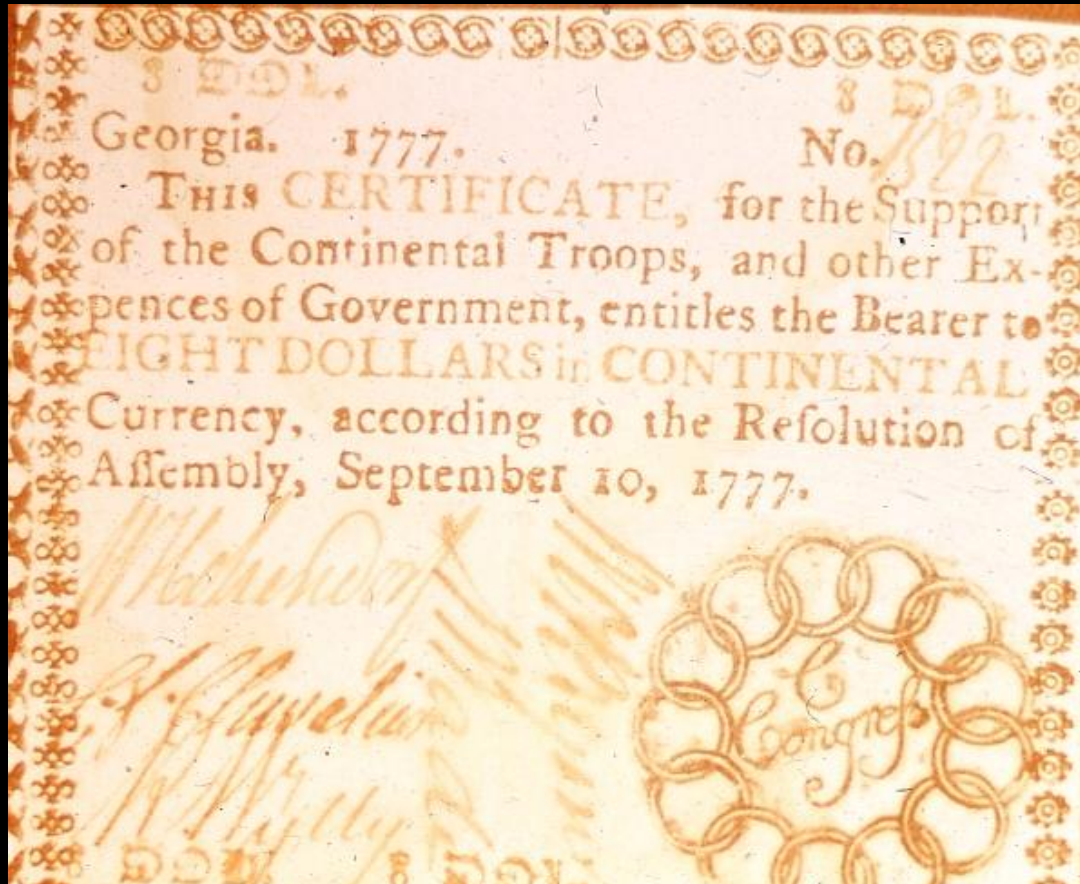 8 DOL.
8 DOL.
Georgia. 1777. No. 1522
THIS CERTIFICATE, for the Support
of the Continental Troops, and other Ex-
pences of Government, entitles the Bearer to
EIGHT DOLLARS in CONTINENTAL
Currency, according to the Reſolution of
Aſſembly, September 10, 1777.
Congreſs